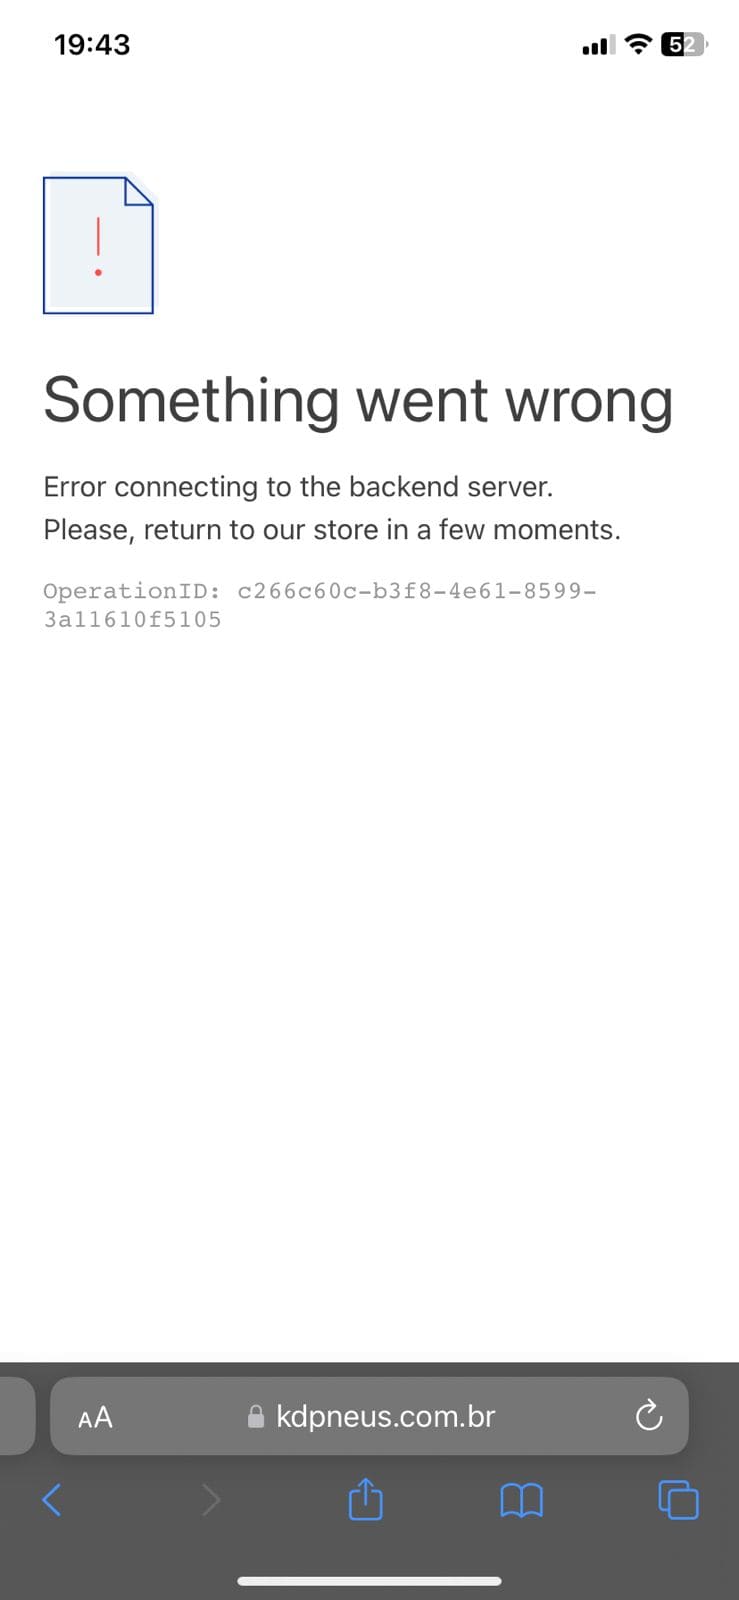 19:43
52
!
Something went wrong
Error connecting to the backend server.
Please, return to our store in a few moments.
OperationID: c266c60c-b3f8-4e61-8599-
3a11610f5105
AA
kdpneus.com.br